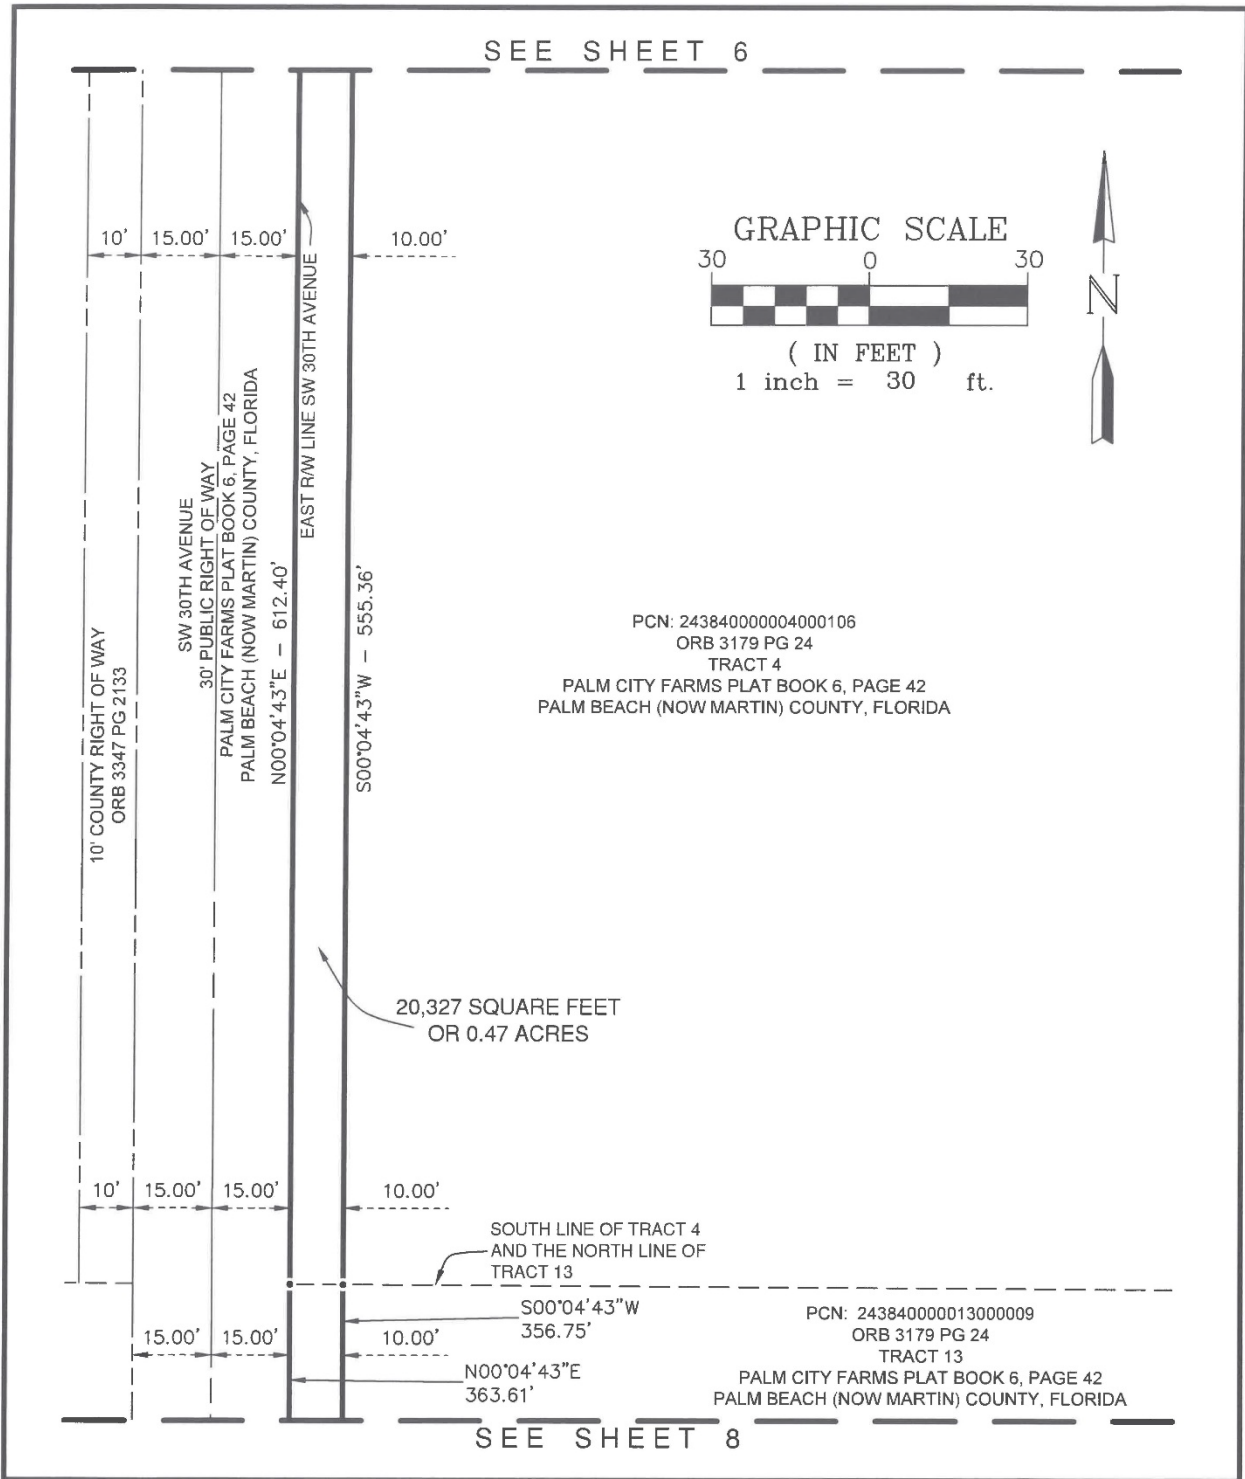 SEE SHEET 6
10' 15.00' 15.00' 10.00'
GRAPHIC SCALE
30 0 30
( IN FEET )
1 inch = 30 ft.
N
EAST R/W LINE SW 30TH AVENUE
SW 30TH AVENUE
30' PUBLIC RIGHT OF WAY
PALM CITY FARMS PLAT BOOK 6, PAGE 42
PALM BEACH (NOW MARTIN) COUNTY, FLORIDA
N00°04'43"E - 612.40'
S00°04'43"W - 555.36'
10' COUNTY RIGHT OF WAY
ORB 3347 PG 2133
PCN: 243840000004000106
ORB 3179 PG 24
TRACT 4
PALM CITY FARMS PLAT BOOK 6, PAGE 42
PALM BEACH (NOW MARTIN) COUNTY, FLORIDA
20,327 SQUARE FEET
OR 0.47 ACRES
10' 15.00' 15.00' 10.00'
SOUTH LINE OF TRACT 4
AND THE NORTH LINE OF
TRACT 13
S00°04'43"W
356.75'
15.00' 15.00' 10.00'
N00°04'43"E
363.61'
PCN: 243840000013000009
ORB 3179 PG 24
TRACT 13
PALM CITY FARMS PLAT BOOK 6, PAGE 42
PALM BEACH (NOW MARTIN) COUNTY, FLORIDA
SEE SHEET 8